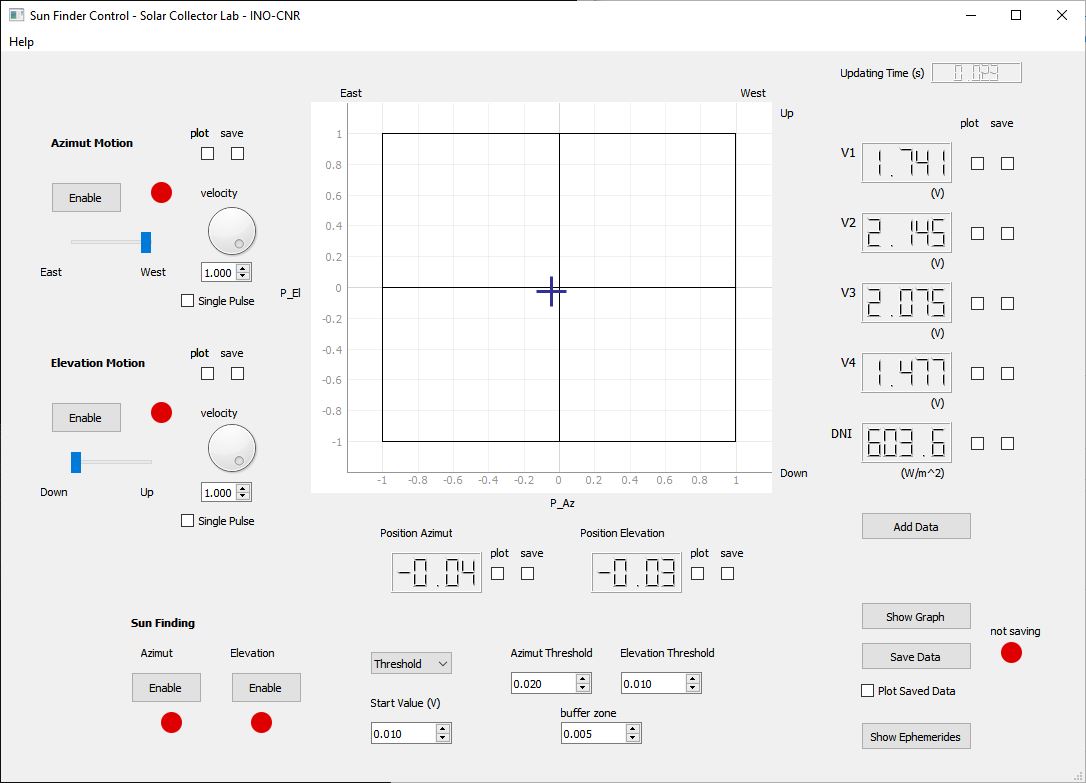 Sun Finder Control - Solar Collector Lab - INO-CNR
Help
Updating Time (s) 0.024
East West
Up
Azimut Motion
plot save
Enable
velocity
East West
1.000
Single Pulse
Elevation Motion
plot save
Enable
velocity
Down Up
1.000
Single Pulse
P_El
1
0.8
0.6
0.4
0.2
0
-0.2
-0.4
-0.6
-0.8
-1
-1 -0.8 -0.6 -0.4 -0.2 0 0.2 0.4 0.6 0.8 1
P_Az
Down
plot save
V1 1.741
(V)
V2 2.145
(V)
V3 2.075
(V)
V4 1.477
(V)
DNI 603.6
(W/m^2)
Position Azimut
-0.04
plot save
Position Elevation
-0.03
plot save
Add Data
Show Graph
Save Data
not saving
Plot Saved Data
Show Ephemerides
Sun Finding
Azimut Elevation
Enable Enable
Threshold
Start Value (V)
0.010
Azimut Threshold Elevation Threshold
0.020 0.010
buffer zone
0.005